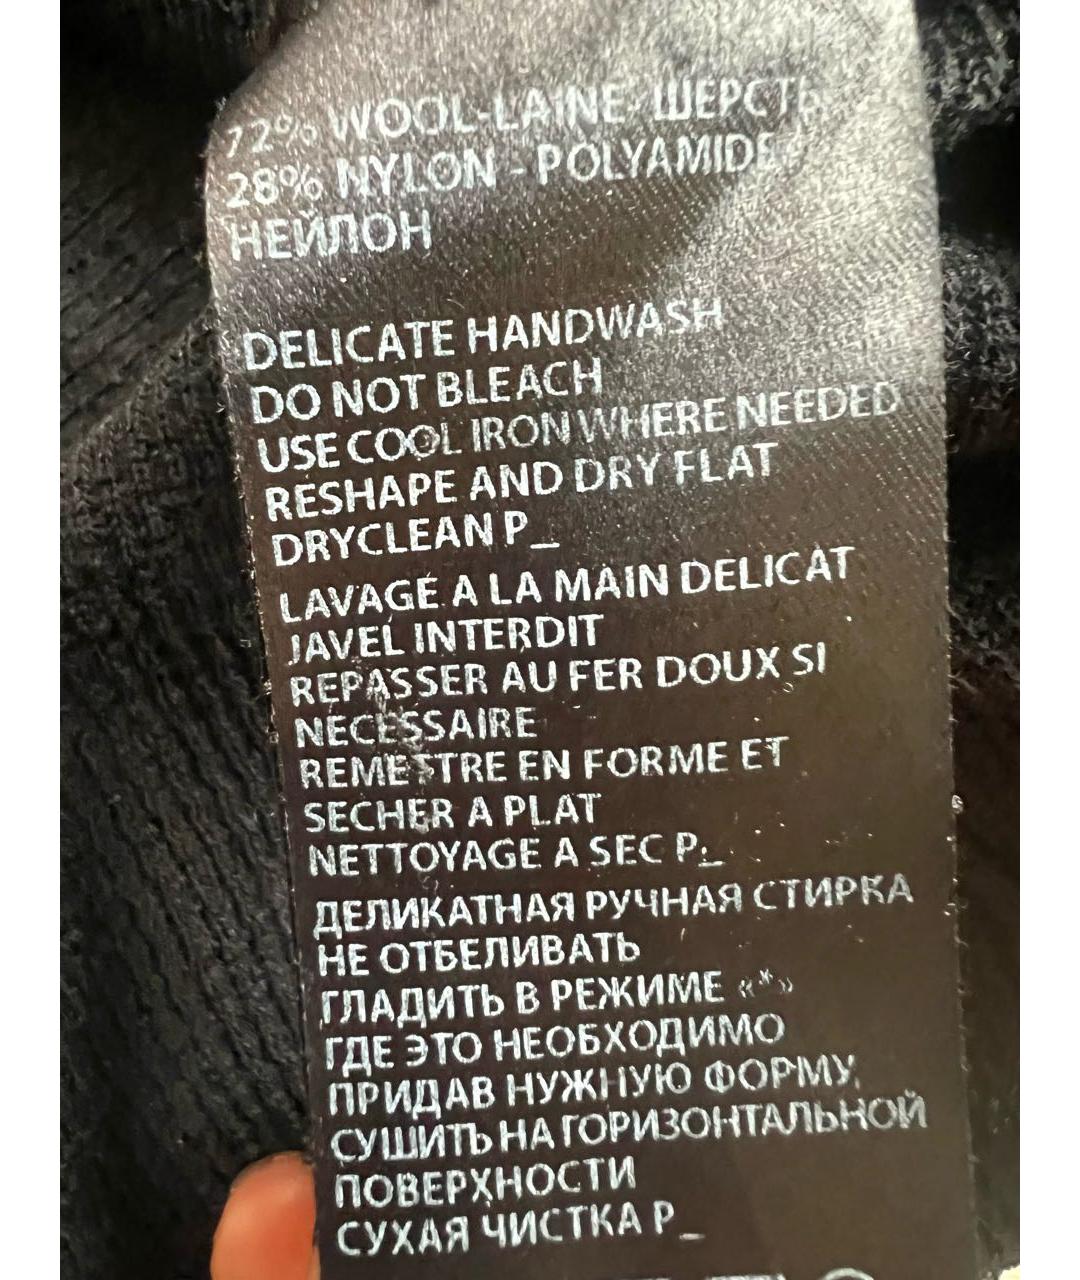 72% WOOL-LAINE-ШЕРСТЬ
28% NYLON - POLYAMIDE-
НЕЙЛОН
DELICATE HANDWASH
DO NOT BLEACH
USE COOL IRON WHERE NEEDED
RESHAPE AND DRY FLAT
DRYCLEAN P_
LAVAGE A LA MAIN DELICAT
JAVEL INTERDIT
REPASSER AU FER DOUX SI
NECESSAIRE
REMETTRE EN FORME ET
SECHER A PLAT
NETTOYAGE A SEC P_
ДЕЛИКАТНАЯ РУЧНАЯ СТИРКА
НЕ ОТБЕЛИВАТЬ
ГЛАДИТЬ В РЕЖИМЕ «*»
ГДЕ ЭТО НЕОБХОДИМО
ПРИДАВ НУЖНУЮ ФОРМУ,
СУШИТЬ НА ГОРИЗОНТАЛЬНОЙ
ПОВЕРХНОСТИ
СУХАЯ ЧИСТКА P_